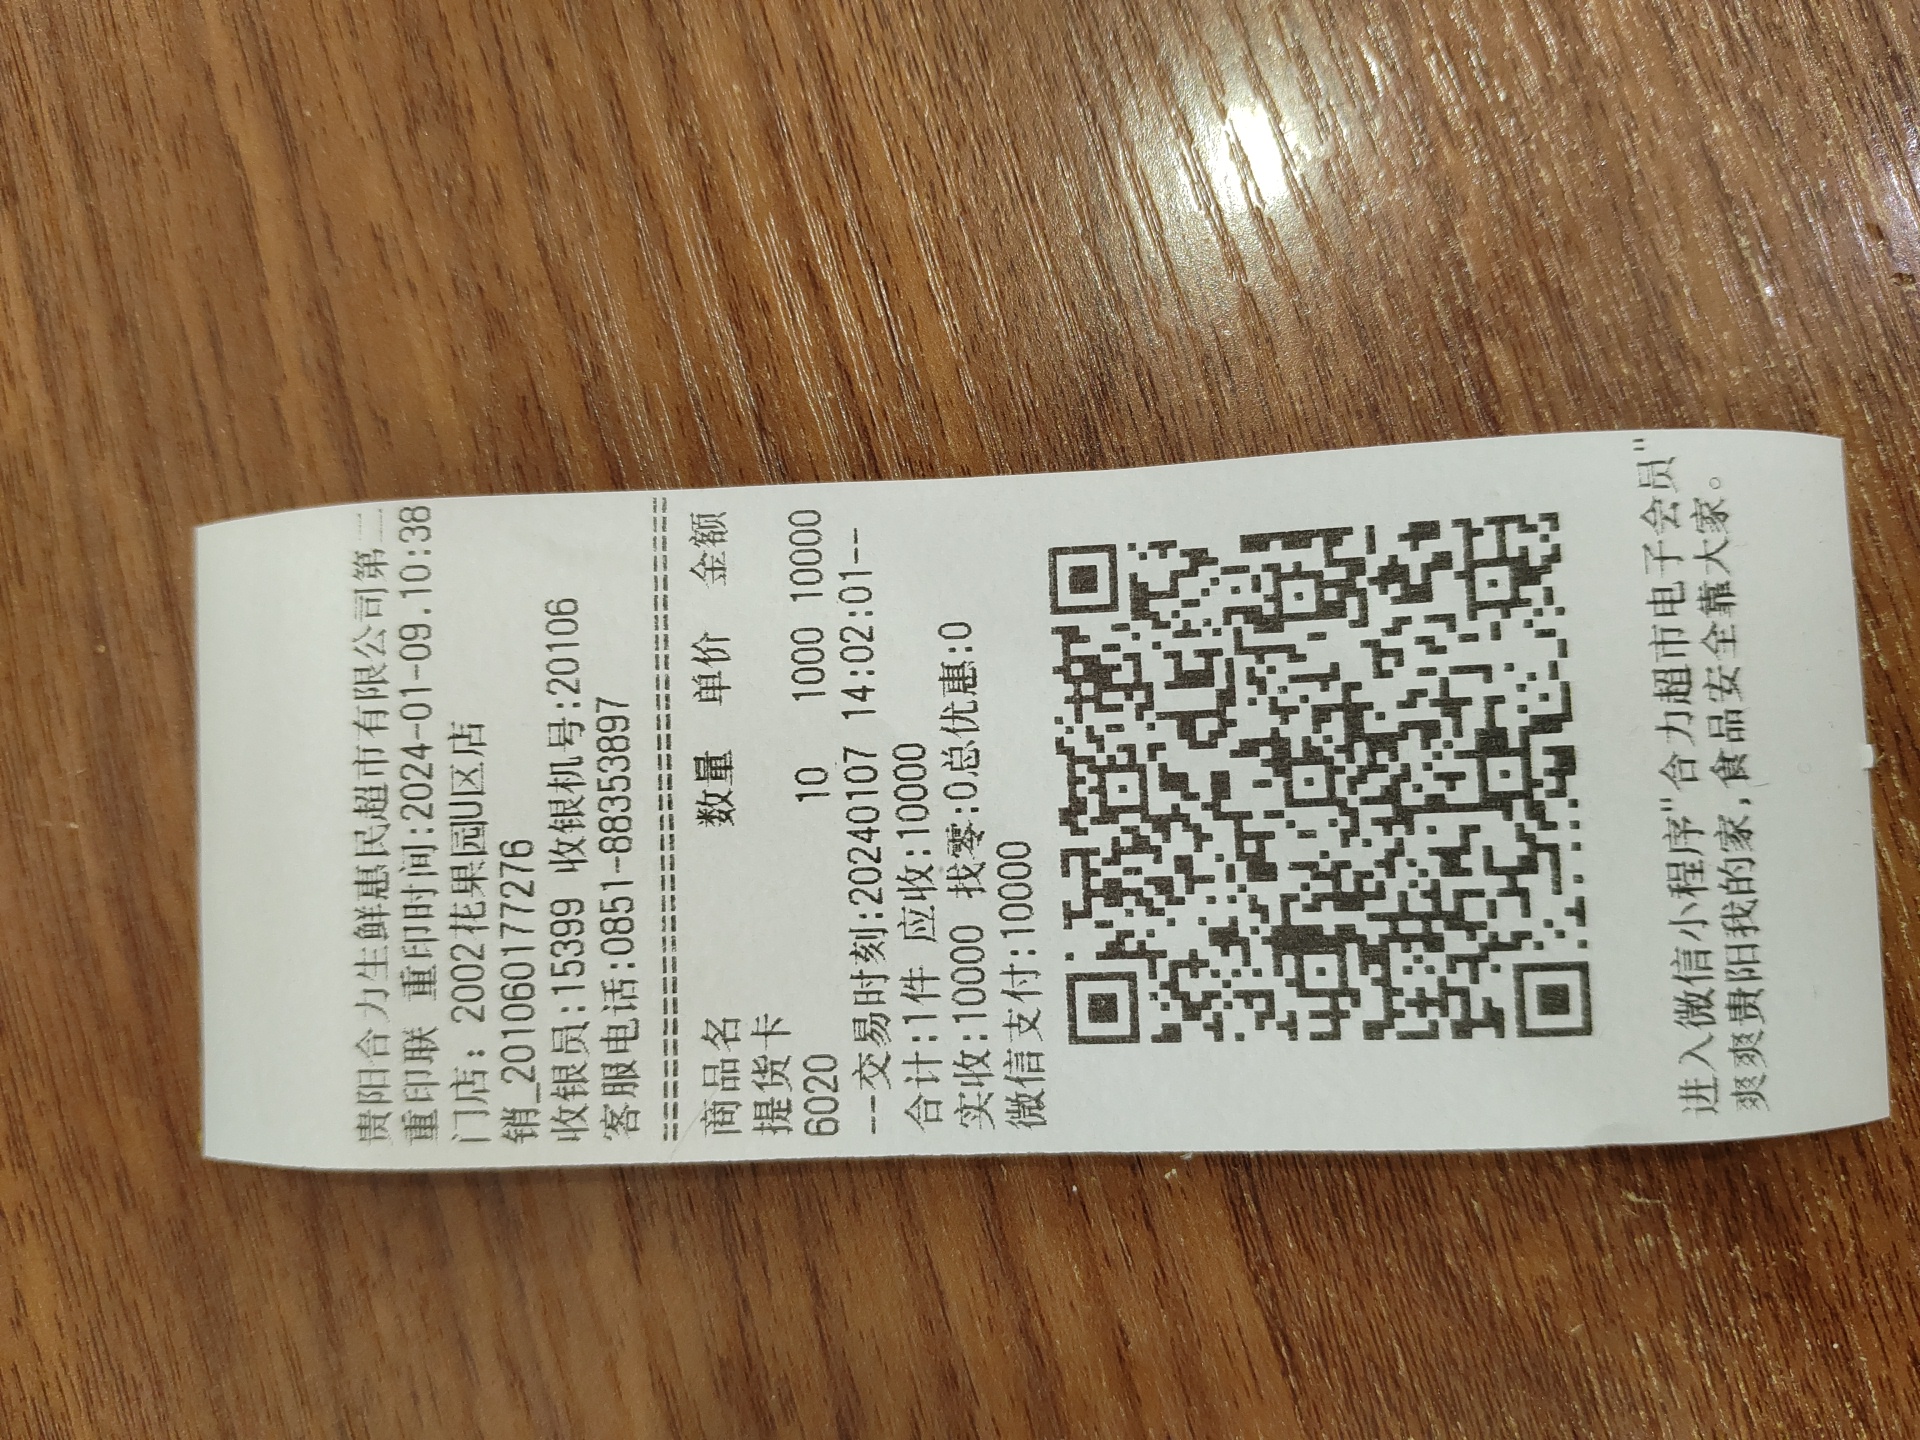 贵阳合力生鲜惠民超市有限公司第二
重印联 重印时间:2024-01-09.10:38
门店: 2002花果园U区店
销_201060177276
收银员:15399 收银机号:20106
客服电话:0851-88353897
================================
商品名 数量 单价 金额
提货卡
6020 10 1000 10000
--交易时刻:20240107 14:02:01--
合计:1件 应收:10000
实收:10000 找零:0总优惠:0
微信支付:10000
进入微信小程序"合力超市电子会员"
爽爽贵阳我的家,食品安全靠大家。